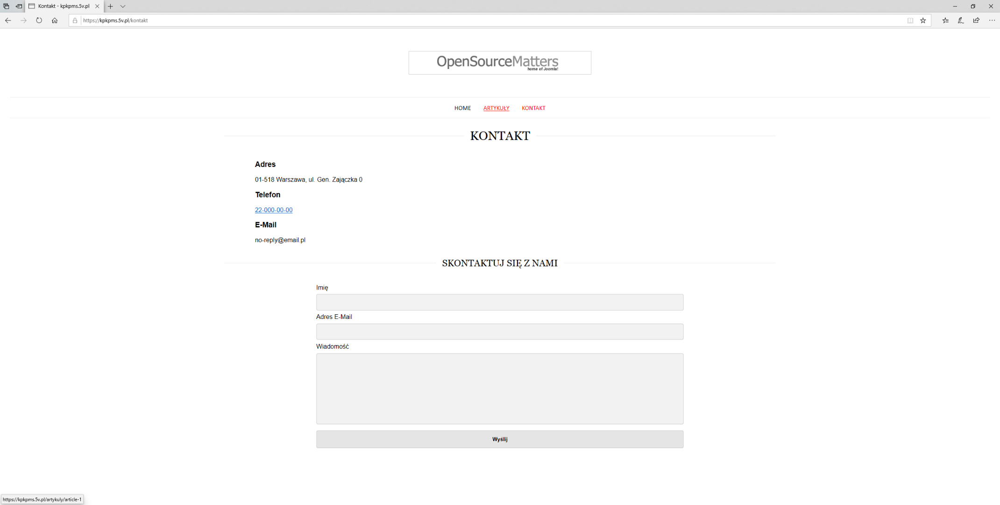 Kontakt - kpkpms.5v.pl
https://kpkpms.5v.pl/kontakt
OpenSourceMatters
home of Joomla!
HOME ARTYKUŁY KONTAKT
KONTAKT
Adres
01-518 Warszawa, ul. Gen. Zajączka 0
Telefon
22-000-00-00
E-Mail
no-reply@email.pl
SKONTAKTUJ SIĘ Z NAMI
Imię
Adres E-Mail
Wiadomość
Wyślij
https://kpkpms.5v.pl/artykuly/article-1